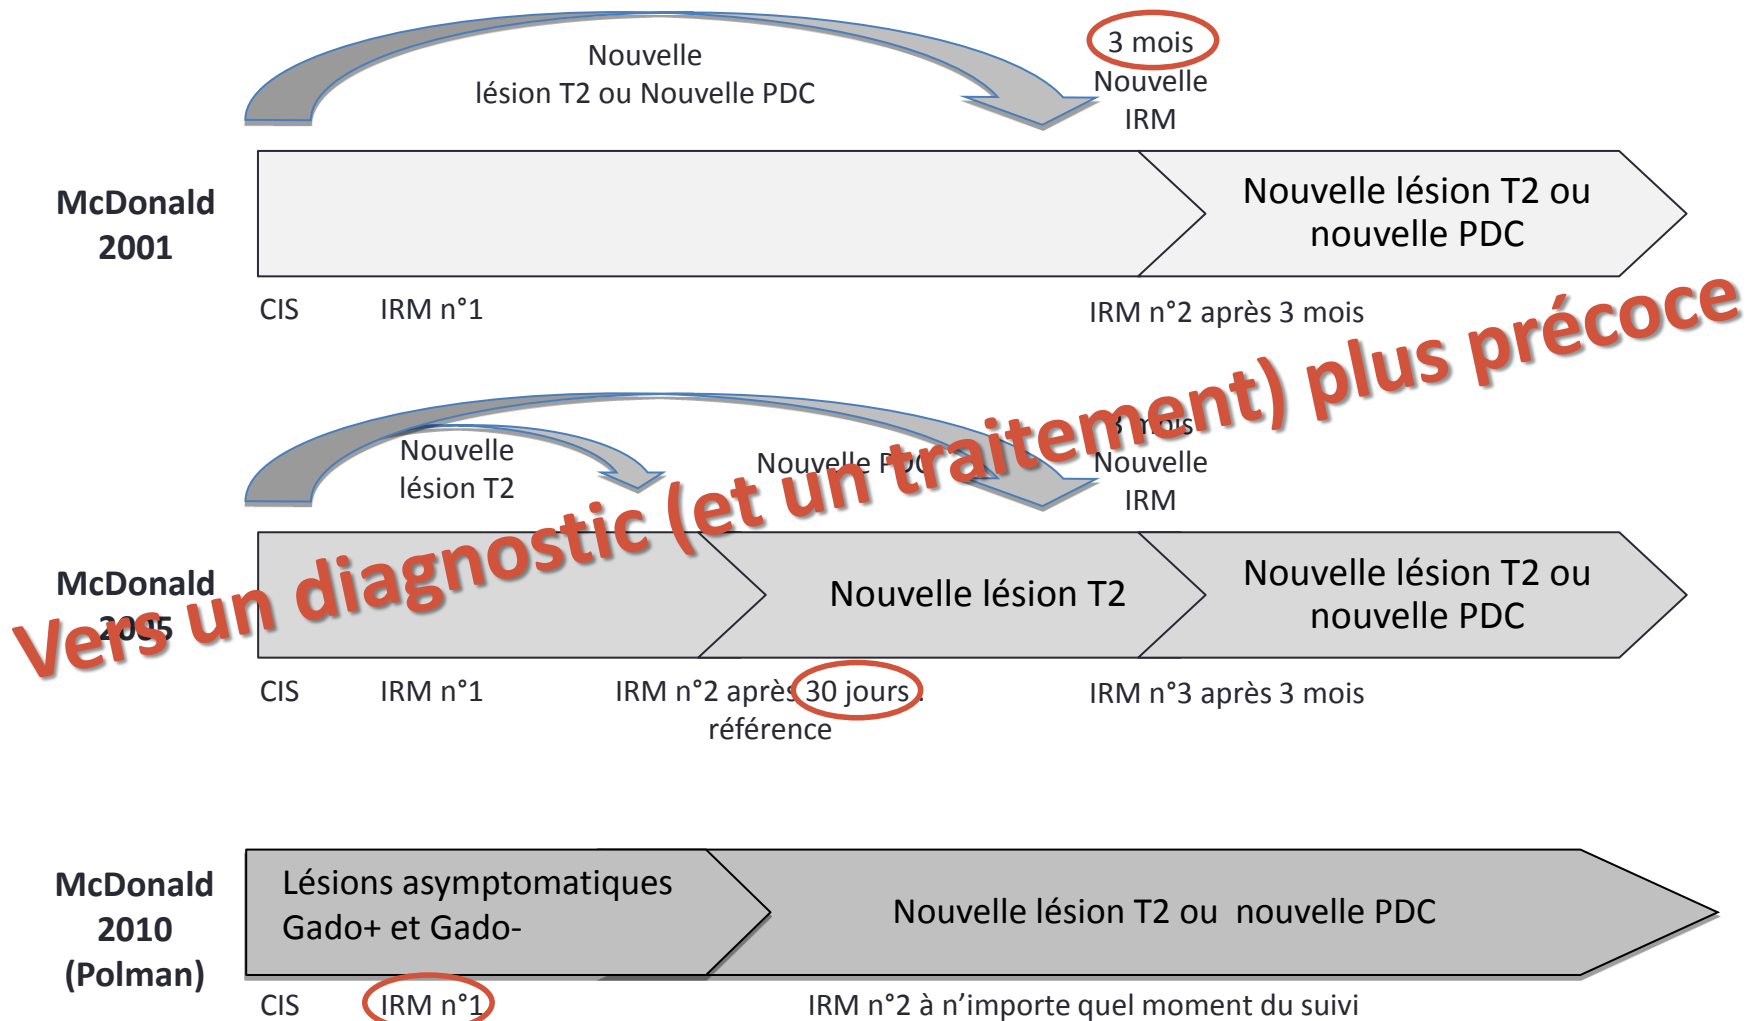 3 mois
Nouvelle
lésion T2 ou Nouvelle PDC
Nouvelle
IRM
McDonald
2001
Nouvelle lésion T2 ou
nouvelle PDC
CIS
IRM n°1
IRM n°2 après 3 mois
Vers un diagnostic (et un traitement) plus précoce
Nouvelle
lésion T2
Nouvelle PDC
3 mois
Nouvelle
IRM
McDonald
2005
Nouvelle lésion T2
Nouvelle lésion T2 ou
nouvelle PDC
CIS
IRM n°1
IRM n°2 après 30 jours :
référence
IRM n°3 après 3 mois
McDonald
2010
(Polman)
Lésions asymptomatiques
Gado+ et Gado-
Nouvelle lésion T2 ou nouvelle PDC
CIS
IRM n°1
IRM n°2 à n’importe quel moment du suivi